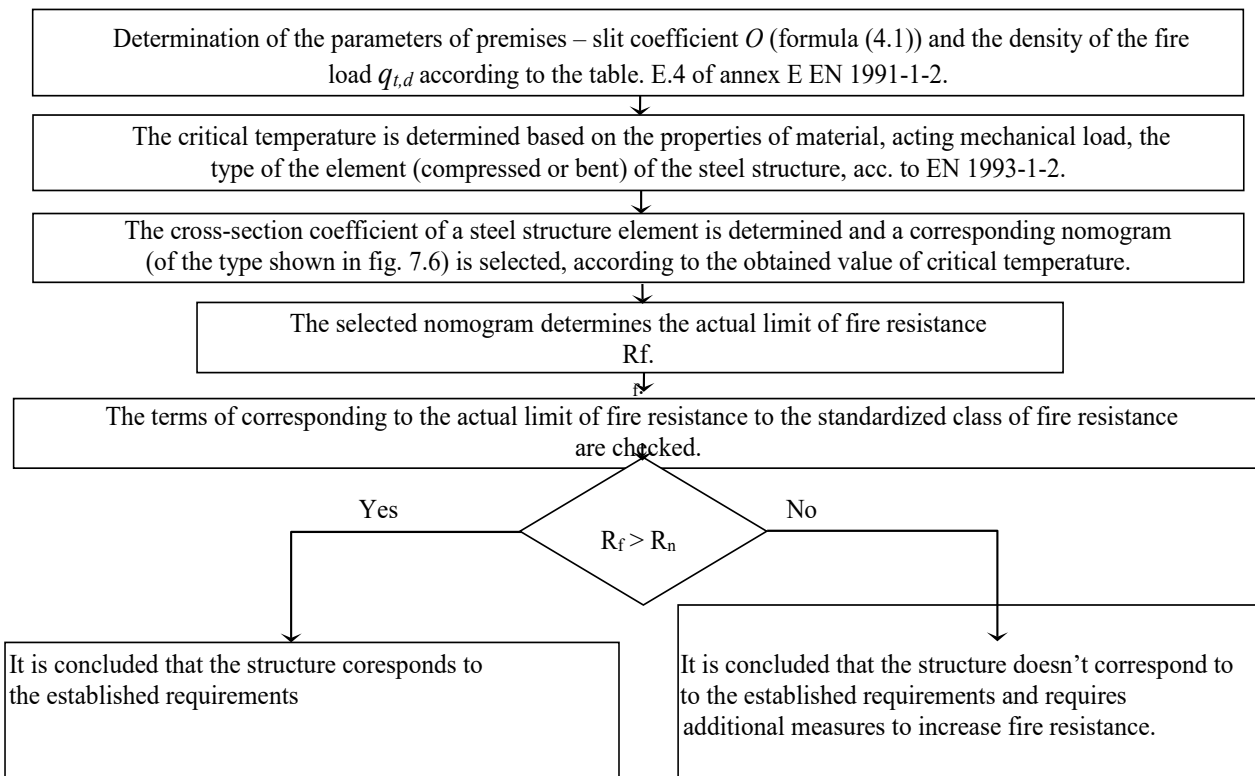 Determination of the parameters of premises – slit coefficient O (formula (4.1)) and the density of the fire
load qt,d according to the table. E.4 of annex E EN 1991-1-2.
The critical temperature is determined based on the properties of material, acting mechanical load, the
type of the element (compressed or bent) of the steel structure, acc. to EN 1993-1-2.
The cross-section coefficient of a steel structure element is determined and a corresponding nomogram
(of the type shown in fig. 7.6) is selected, according to the obtained value of critical temperature.
The selected nomogram determines the actual limit of fire resistance
Rf.
f.
The terms of corresponding to the actual limit of fire resistance to the standardized class of fire resistance
are checked.
Yes
No
Rf > Rn
It is concluded that the structure coresponds to
the established requirements
It is concluded that the structure doesn’t correspond to
to the established requirements and requires
additional measures to increase fire resistance.